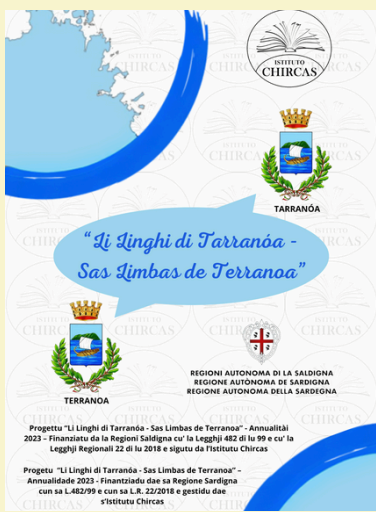 ISTITUTO
CHIRCAS
TARRANÓA
"Li Linghi di Tarranóa -
Sas Limbas de Terranoa"
TERRANOA
REGIONI AUTONOMA DI LA SALDIGNA
REGIONE AUTÒNOMA DE SARDIGNA
REGIONE AUTONOMA DELLA SARDEGNA
Progettu "Li Linghi di Tarranóa - Sas Limbas de Terranoa" - Annualitài
2023 – Finanziatu da la Regioni Saldigna cu' la Legghji 482 di lu 99 e cu' la
Legghji Regionali 22 di lu 2018 e sigutu da l'Istitutu Chircas
Progetu "Li Linghi di Tarranóa - Sas Limbas de Terranoa" –
Annualidade 2023 - Finantziadu dae sa Regione Sardigna
cun sa L.482/99 e cun sa L.R. 22/2018 e gestidu dae
s'Istitutu Chircas